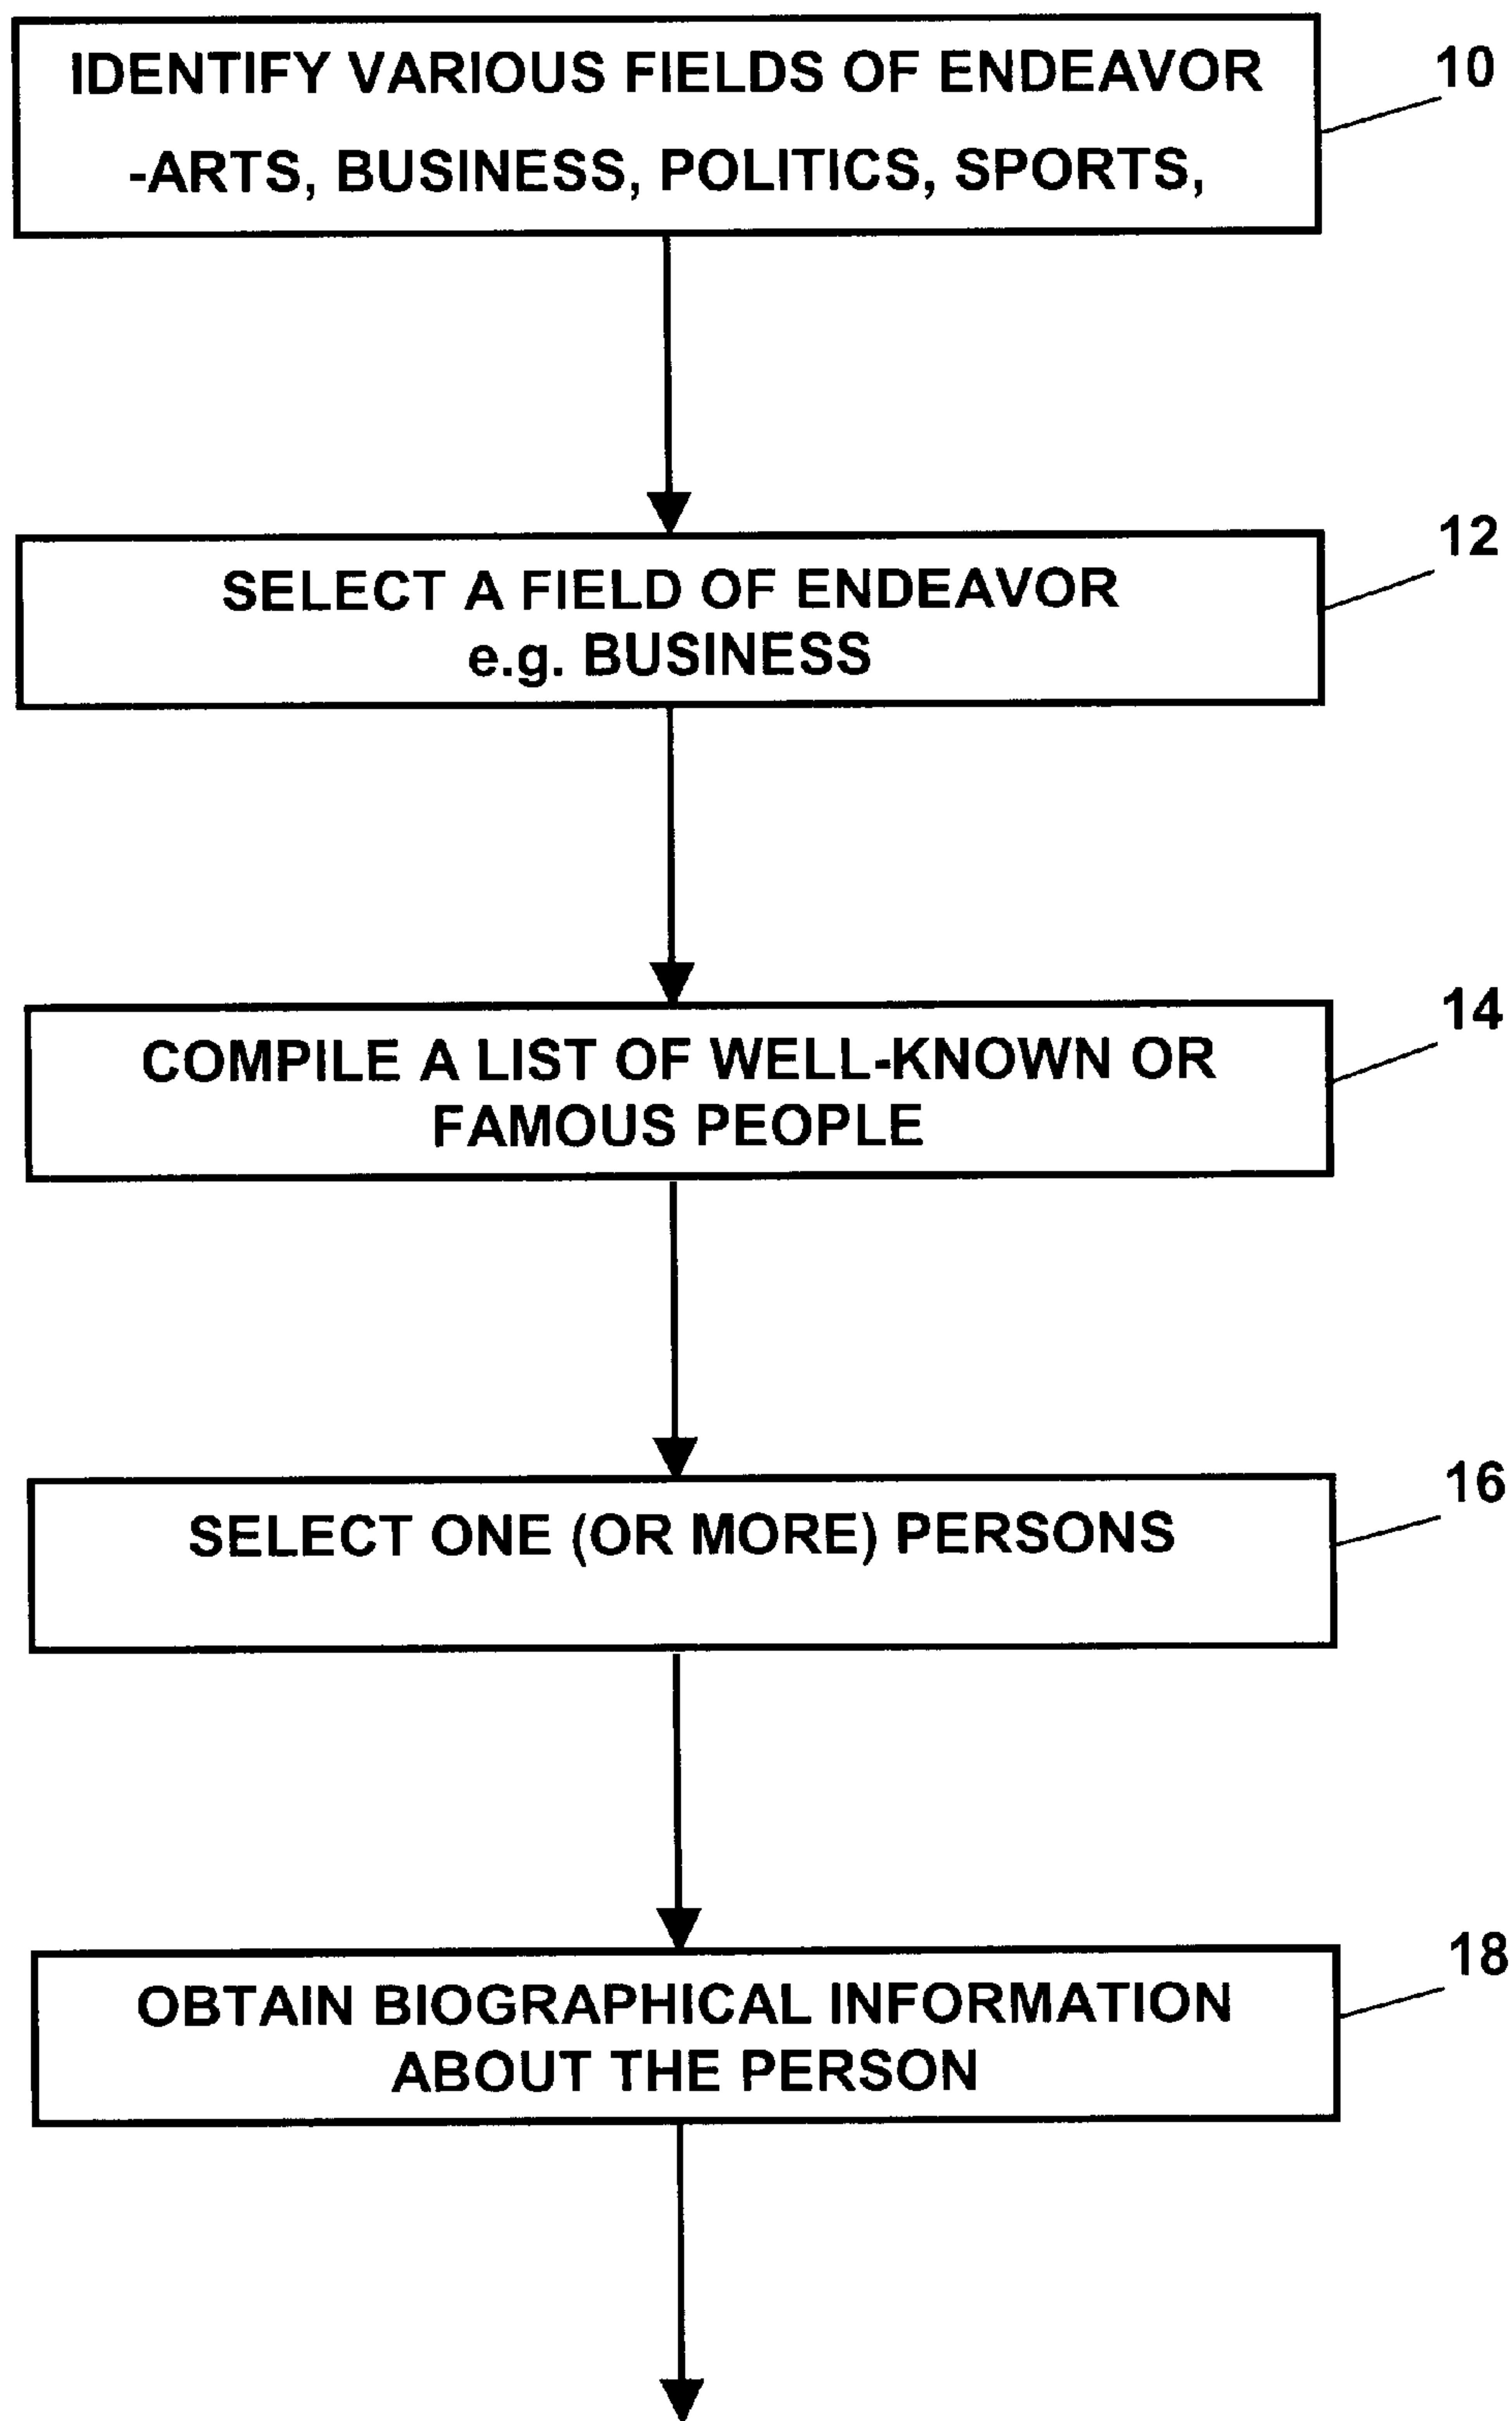 IDENTIFY VARIOUS FIELDS OF ENDEAVOR
-ARTS, BUSINESS, POLITICS, SPORTS,
10
SELECT A FIELD OF ENDEAVOR
e.g. BUSINESS
12
COMPILE A LIST OF WELL-KNOWN OR
FAMOUS PEOPLE
14
SELECT ONE (OR MORE) PERSONS
16
OBTAIN BIOGRAPHICAL INFORMATION
ABOUT THE PERSON
18